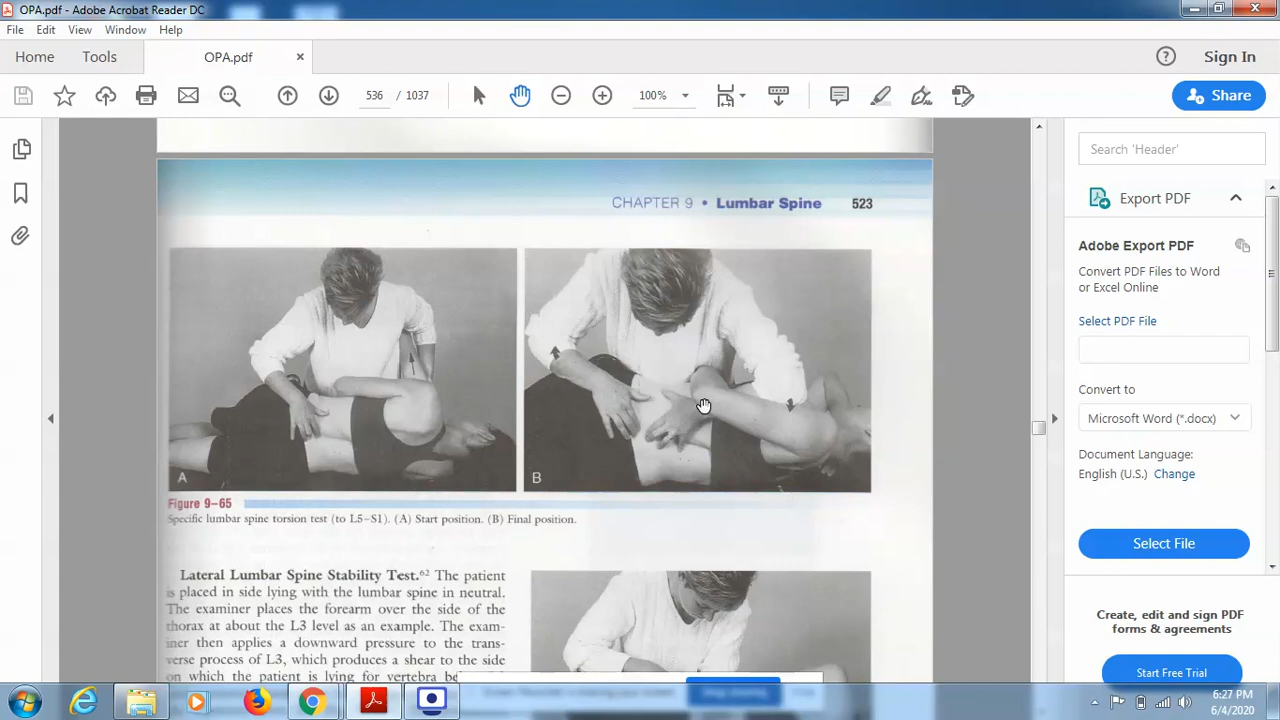 OPA.pdf - Adobe Acrobat Reader DC
File Edit View Window Help
Home Tools OPA.pdf × Sign In
536 / 1037 100% Share
CHAPTER 9 • Lumbar Spine 523
A
B
Figure 9–65
Specific lumbar spine torsion test (to L5–S1). (A) Start position. (B) Final position.
Lateral Lumbar Spine Stability Test.62 The patient
is placed in side lying with the lumbar spine in neutral.
The examiner places the forearm over the side of the
thorax at about the L3 level as an example. The exam-
iner then applies a downward pressure to the trans-
verse process of L3, which produces a shear to the side
on which the patient is lying for vertebra
Search 'Header'
Export PDF
Adobe Export PDF
Convert PDF Files to Word
or Excel Online
Select PDF File
Convert to
Microsoft Word (*.docx)
Document Language:
English (U.S.) Change
Select File
Create, edit and sign PDF
forms & agreements
Start Free Trial
6:27 PM
6/4/2020